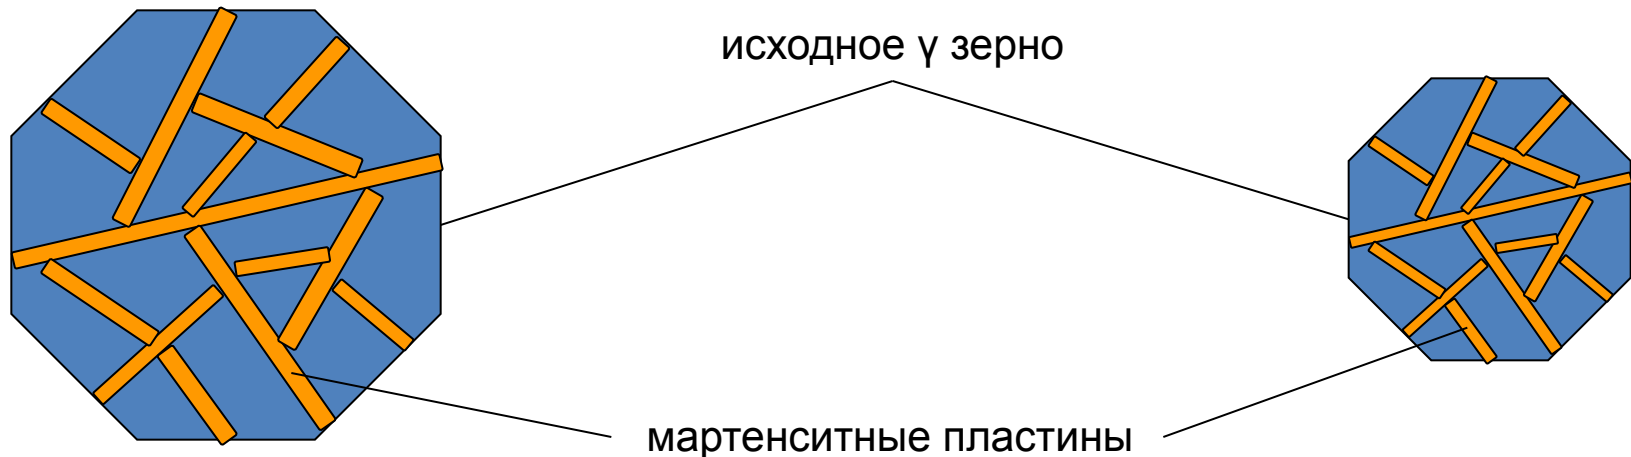 исходное γ зерно
мартенситные пластины